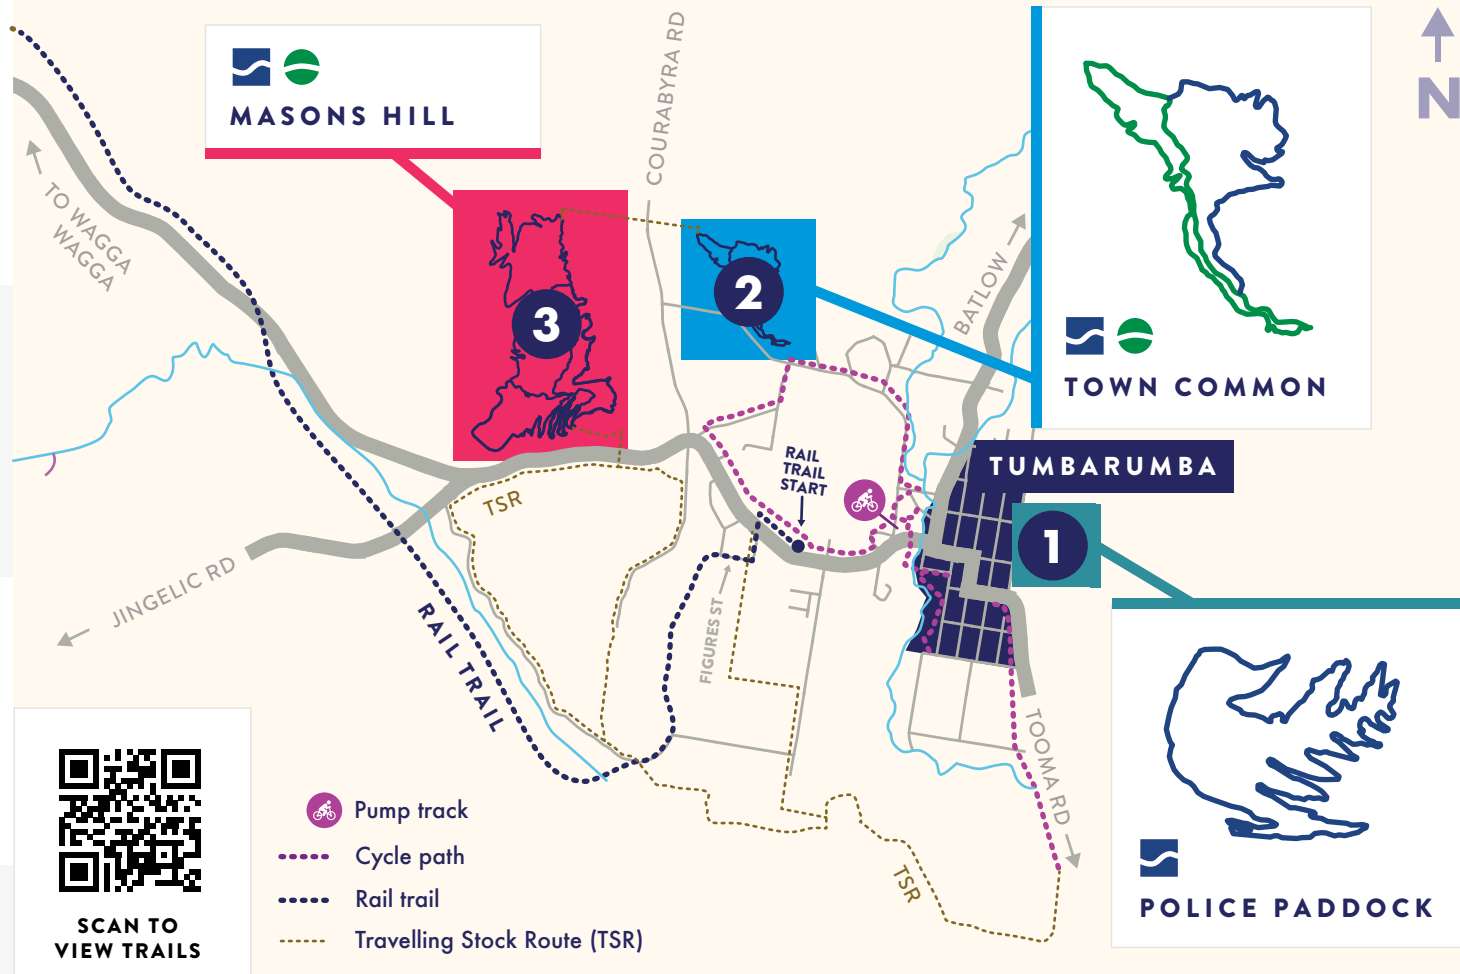 MASONS HILL
COURABYRA RD
N
TO WAGGA
WAGGA
3
2
BATLOW
TOWN COMMON
TUMBARUMBA
RAIL
TRAIL
START
1
TSR
JINGELIC RD
RAIL TRAIL
FIGURES ST
TOOMA RD
TSR
POLICE PADDOCK
Pump track
Cycle path
Rail trail
Travelling Stock Route (TSR)
SCAN TO
VIEW TRAILS